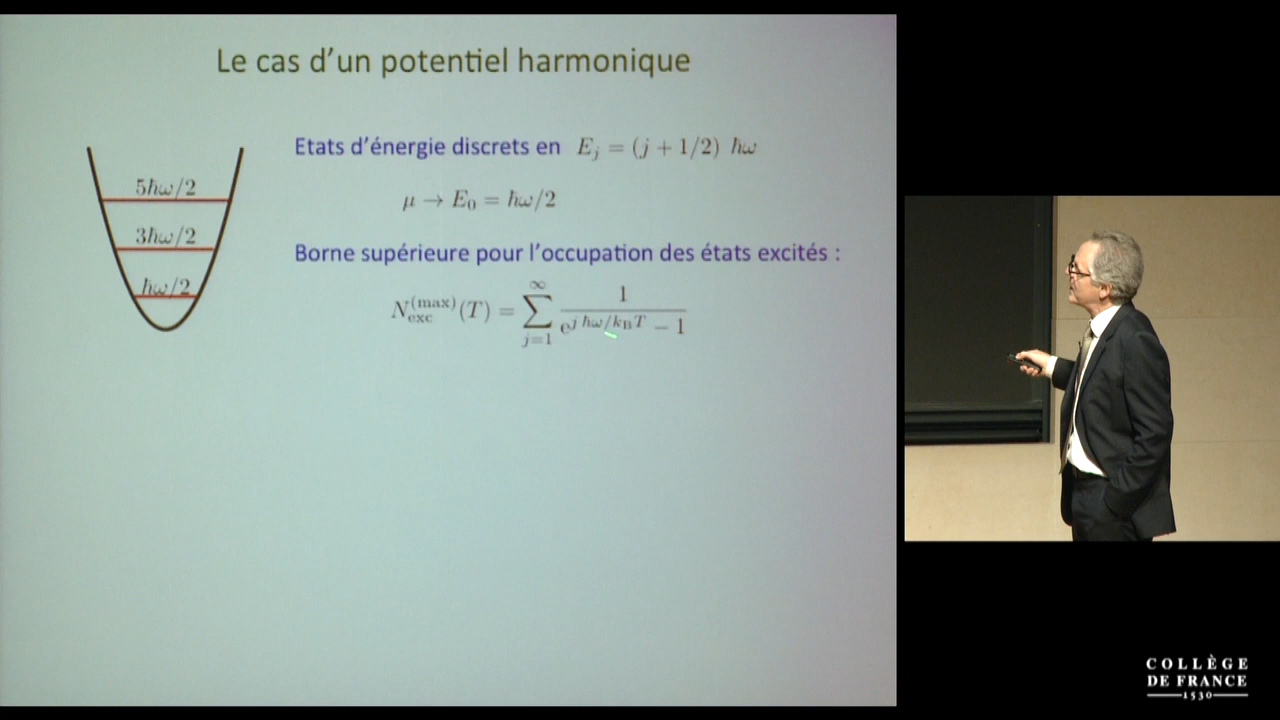 Le cas d'un potentiel harmonique
Etats d'énergie discrets en E_j = (j + 1/2) ħω
5ħω/2
3ħω/2
ħω/2
μ → E_0 = ħω/2
Borne supérieure pour l'occupation des états excités :
N_exc^(max)(T) = ∑_{j=1}^{∞} 1 / (e^{j ħω/k_B T} − 1)
COLLÈGE
DE FRANCE
1530